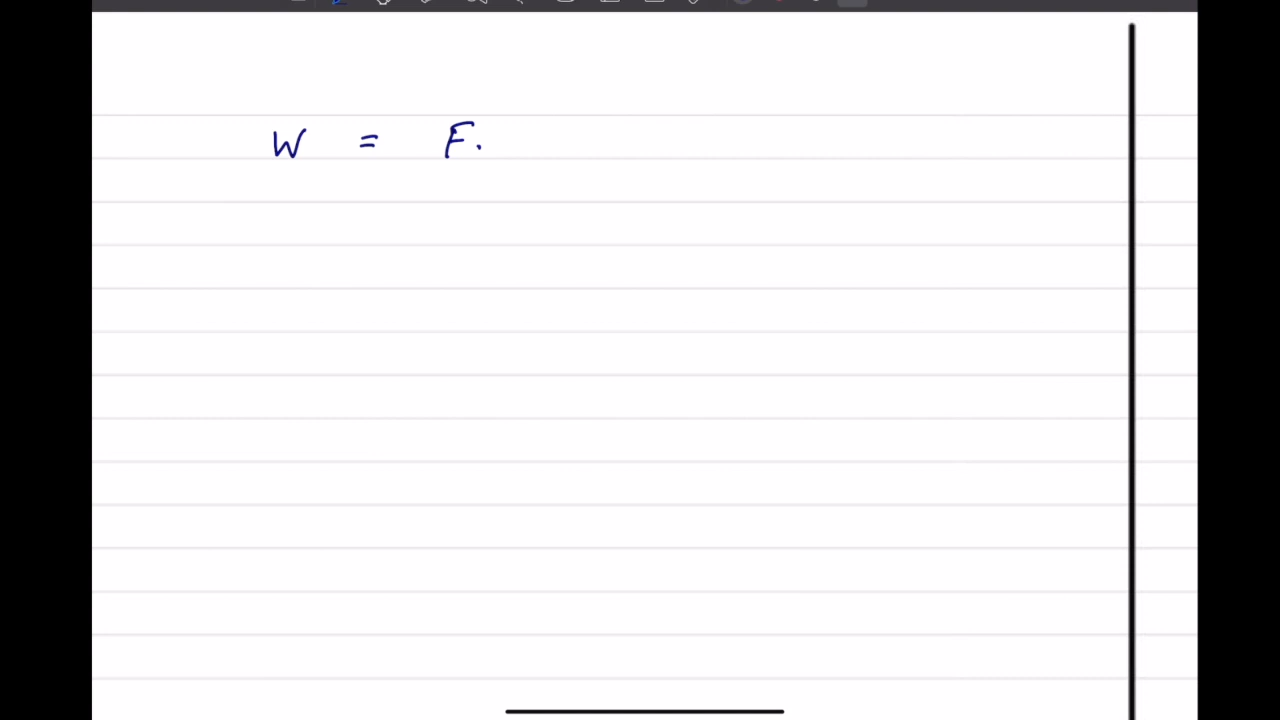 W = F.